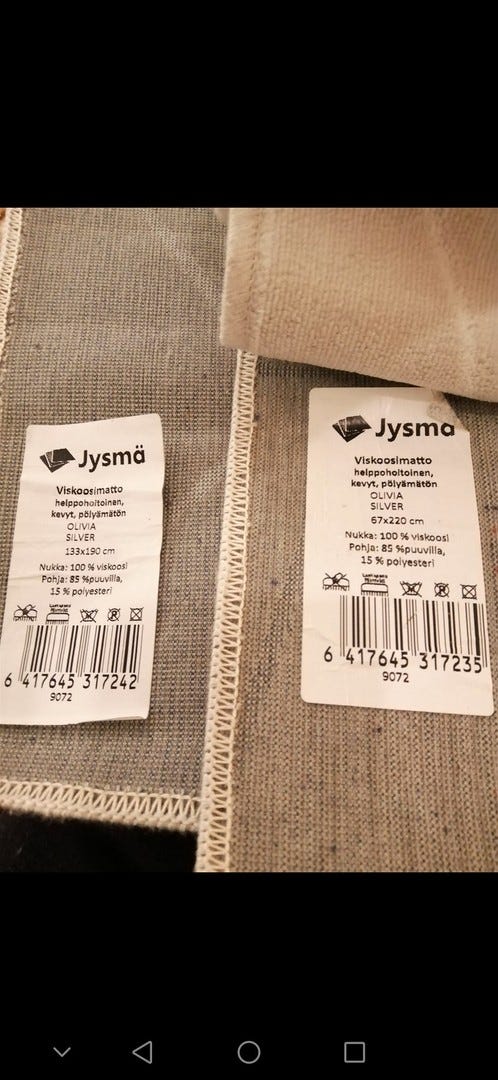 Jysmä
Viskoosimatto
helppohoitoinen,
kevyt, pölyämätön
OLIVIA
SILVER
133x190 cm
Nukka: 100 % viskoosi
Pohja: 85 %puuvilla,
15 % polyesteri
6 417645 317242
9072
Jysmä
Viskoosimatto
helppohoitoinen,
kevyt, pölyämätön
OLIVIA
SILVER
67x220 cm
Nukka: 100 % viskoosi
Pohja: 85 %puuvilla,
15 % polyesteri
6 417645 317235
9072